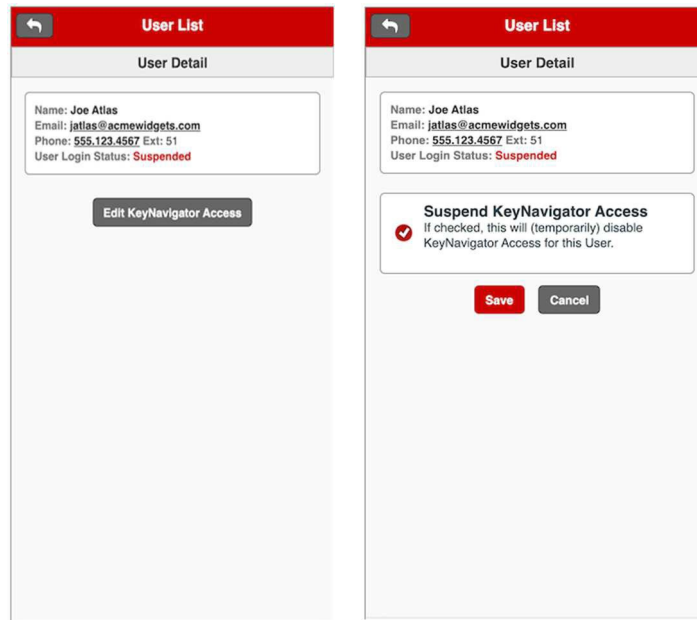 User List
User Detail
Name: Joe Atlas
Email: jatlas@acmewidgets.com
Phone: 555.123.4567 Ext: 51
User Login Status: Suspended
Edit KeyNavigator Access
User List
User Detail
Name: Joe Atlas
Email: jatlas@acmewidgets.com
Phone: 555.123.4567 Ext: 51
User Login Status: Suspended
Suspend KeyNavigator Access
If checked, this will (temporarily) disable
KeyNavigator Access for this User.
Save Cancel